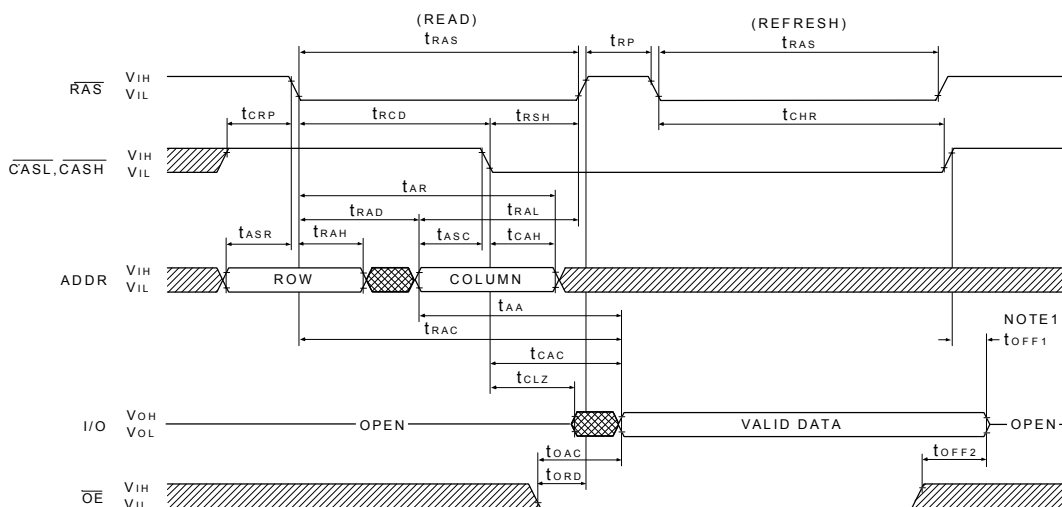 (READ) (REFRESH)
tRAS tRP tRAS
RAS VIH
VIL
tCRP tRCD tRSH tCHR
CASL,CASH VIH
VIL
tAR
tRAD tRAL
tASR tRAH tASC tCAH
ADDR VIH
VIL
ROW COLUMN
tAA
tRAC NOTE1
tOFF1
tCAC
tCLZ
I/O VOH
VOL
OPEN VALID DATA OPEN
tOAC tOFF2
tORD
OE VIH
VIL